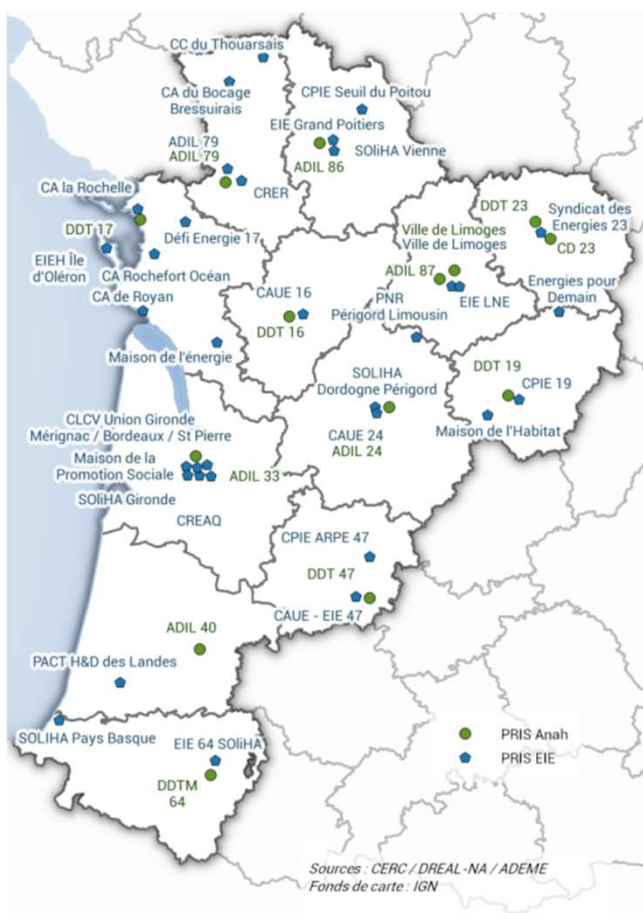 CC du Thouarsais
CA du Bocage
Bressuirais
CPIE Seuil du Poitou
EIE Grand Poitiers
SOliHA Vienne
ADIL 86
ADIL 79
ADIL 79
CRER
CA la Rochelle
DDT 17
Défi Energie 17
EIEH Île
d'Oléron
CA Rochefort Océan
CA de Royan
Maison de l'énergie
CAUE 16
DDT 16
Ville de Limoges
Ville de Limoges
ADIL 87
EIE LNE
PNR
Périgord Limousin
DDT 23
Syndicat des
Energies 23
CD 23
Energies pour
Demain
DDT 19
CPIE 19
Maison de l'Habitat
SOLIHA
Dordogne Périgord
CAUE 24
ADIL 24
CLCV Union Gironde
Mérignac / Bordeaux / St Pierre
Maison de la
Promotion Sociale
ADIL 33
SOliHA Gironde
CREAQ
CPIE ARPE 47
DDT 47
CAUE - EIE 47
ADIL 40
PACT H&D des Landes
SOLIHA Pays Basque
EIE 64 SOliHA
DDTM
64
PRIS Anah
PRIS EIE
Sources : CERC / DREAL-NA / ADEME
Fonds de carte : IGN